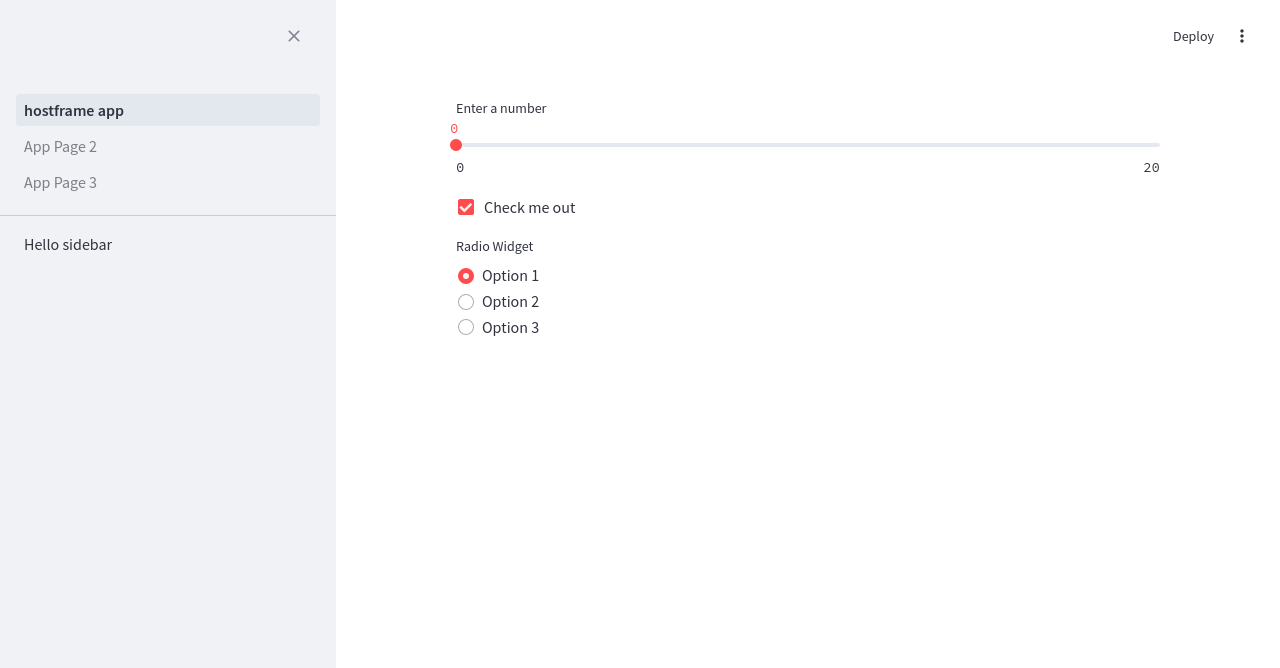 hostframe app
App Page 2
App Page 3
Hello sidebar
Deploy
Enter a number
0
0 20
Check me out
Radio Widget
Option 1
Option 2
Option 3